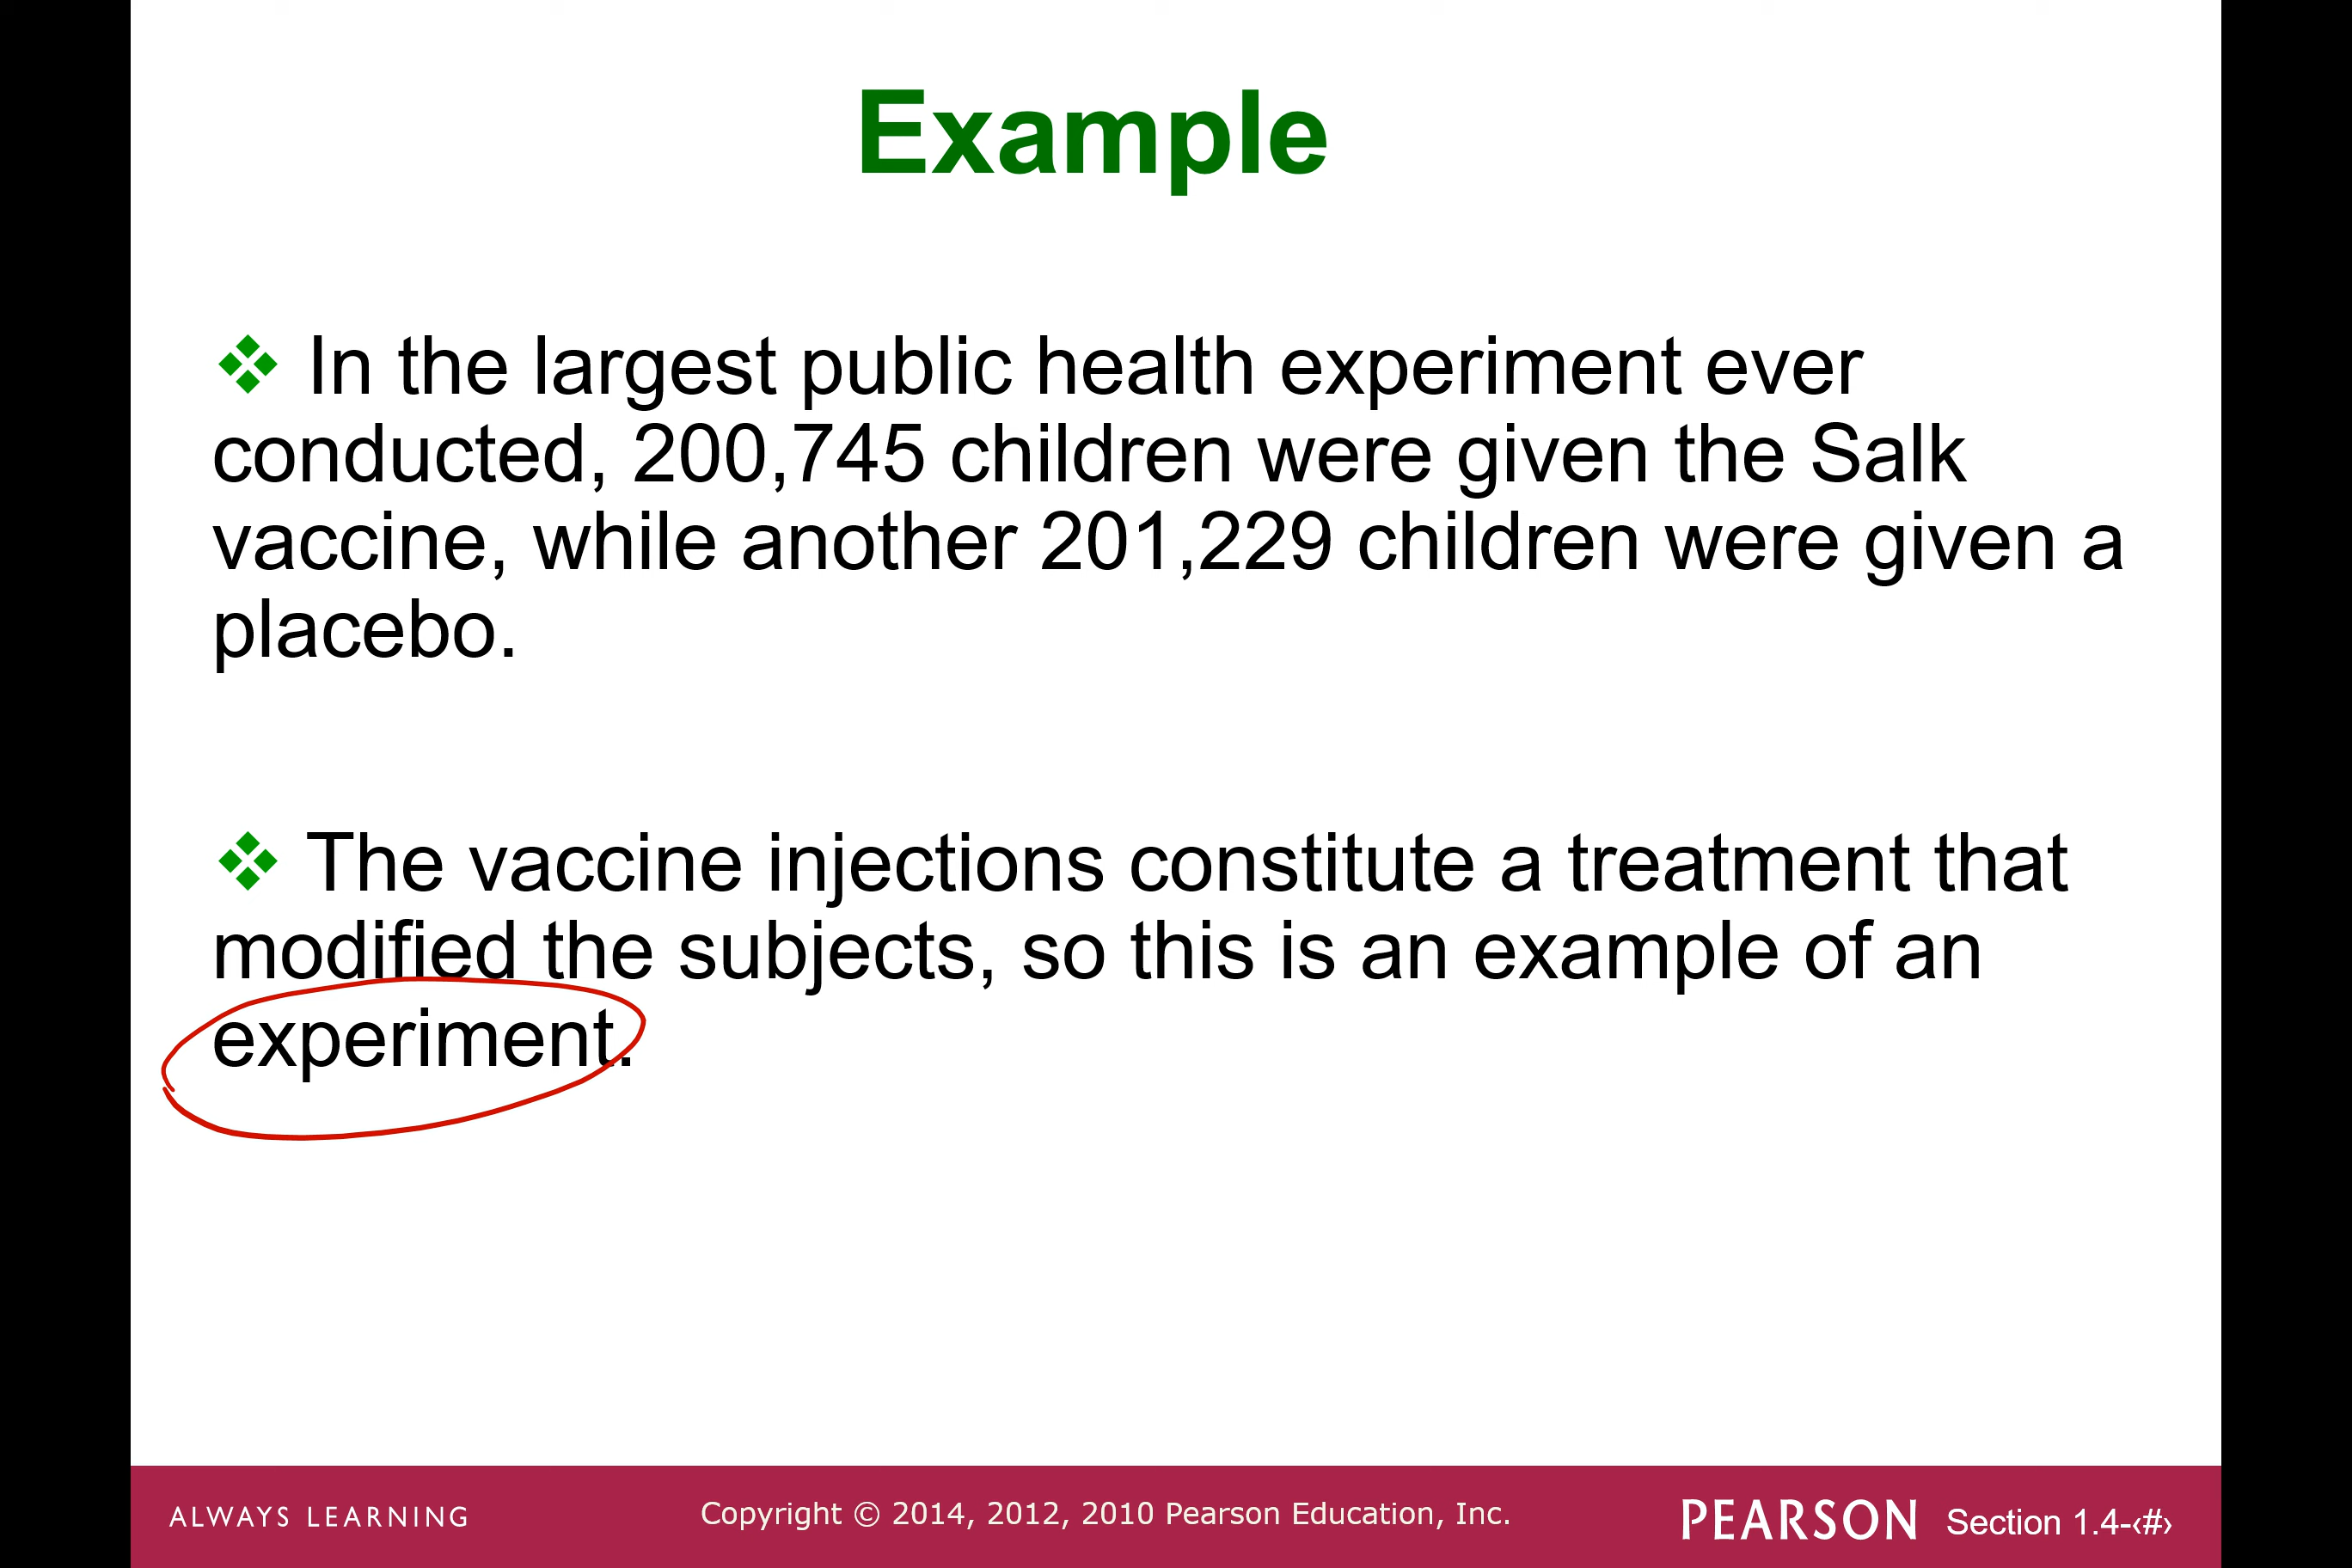 Example
❖ In the largest public health experiment ever
conducted, 200,745 children were given the Salk
vaccine, while another 201,229 children were given a
placebo.
❖ The vaccine injections constitute a treatment that
modified the subjects, so this is an example of an
experiment.
ALWAYS LEARNING Copyright © 2014, 2012, 2010 Pearson Education, Inc. PEARSON Section 1.4-‹#›